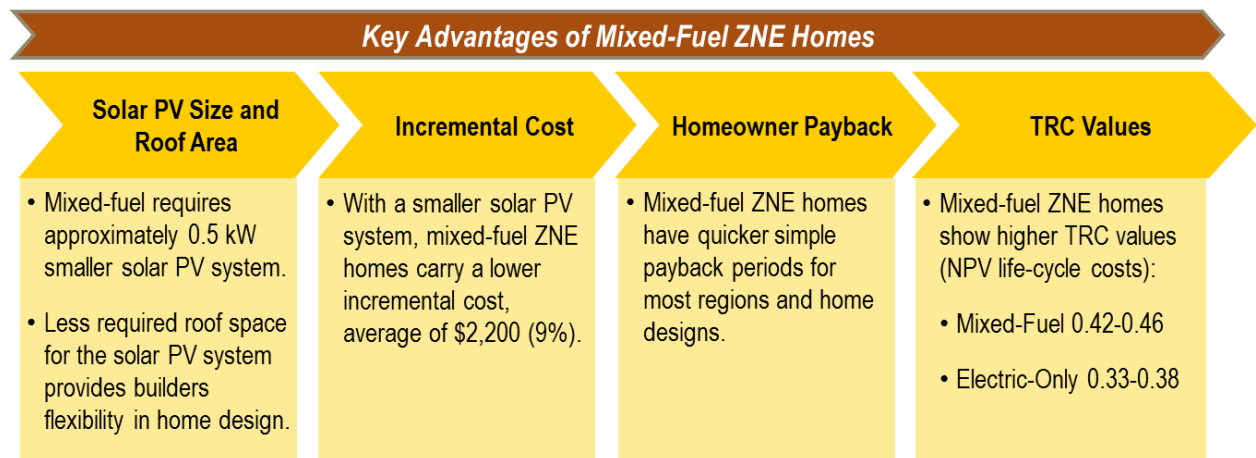 Key Advantages of Mixed-Fuel ZNE Homes
Solar PV Size and
Roof Area
• Mixed-fuel requires
approximately 0.5 kW
smaller solar PV system.
• Less required roof space
for the solar PV system
provides builders
flexibility in home design.
Incremental Cost
• With a smaller solar PV
system, mixed-fuel ZNE
homes carry a lower
incremental cost,
average of $2,200 (9%).
Homeowner Payback
• Mixed-fuel ZNE homes
have quicker simple
payback periods for
most regions and home
designs.
TRC Values
• Mixed-fuel ZNE homes
show higher TRC values
(NPV life-cycle costs):
• Mixed-Fuel 0.42-0.46
• Electric-Only 0.33-0.38